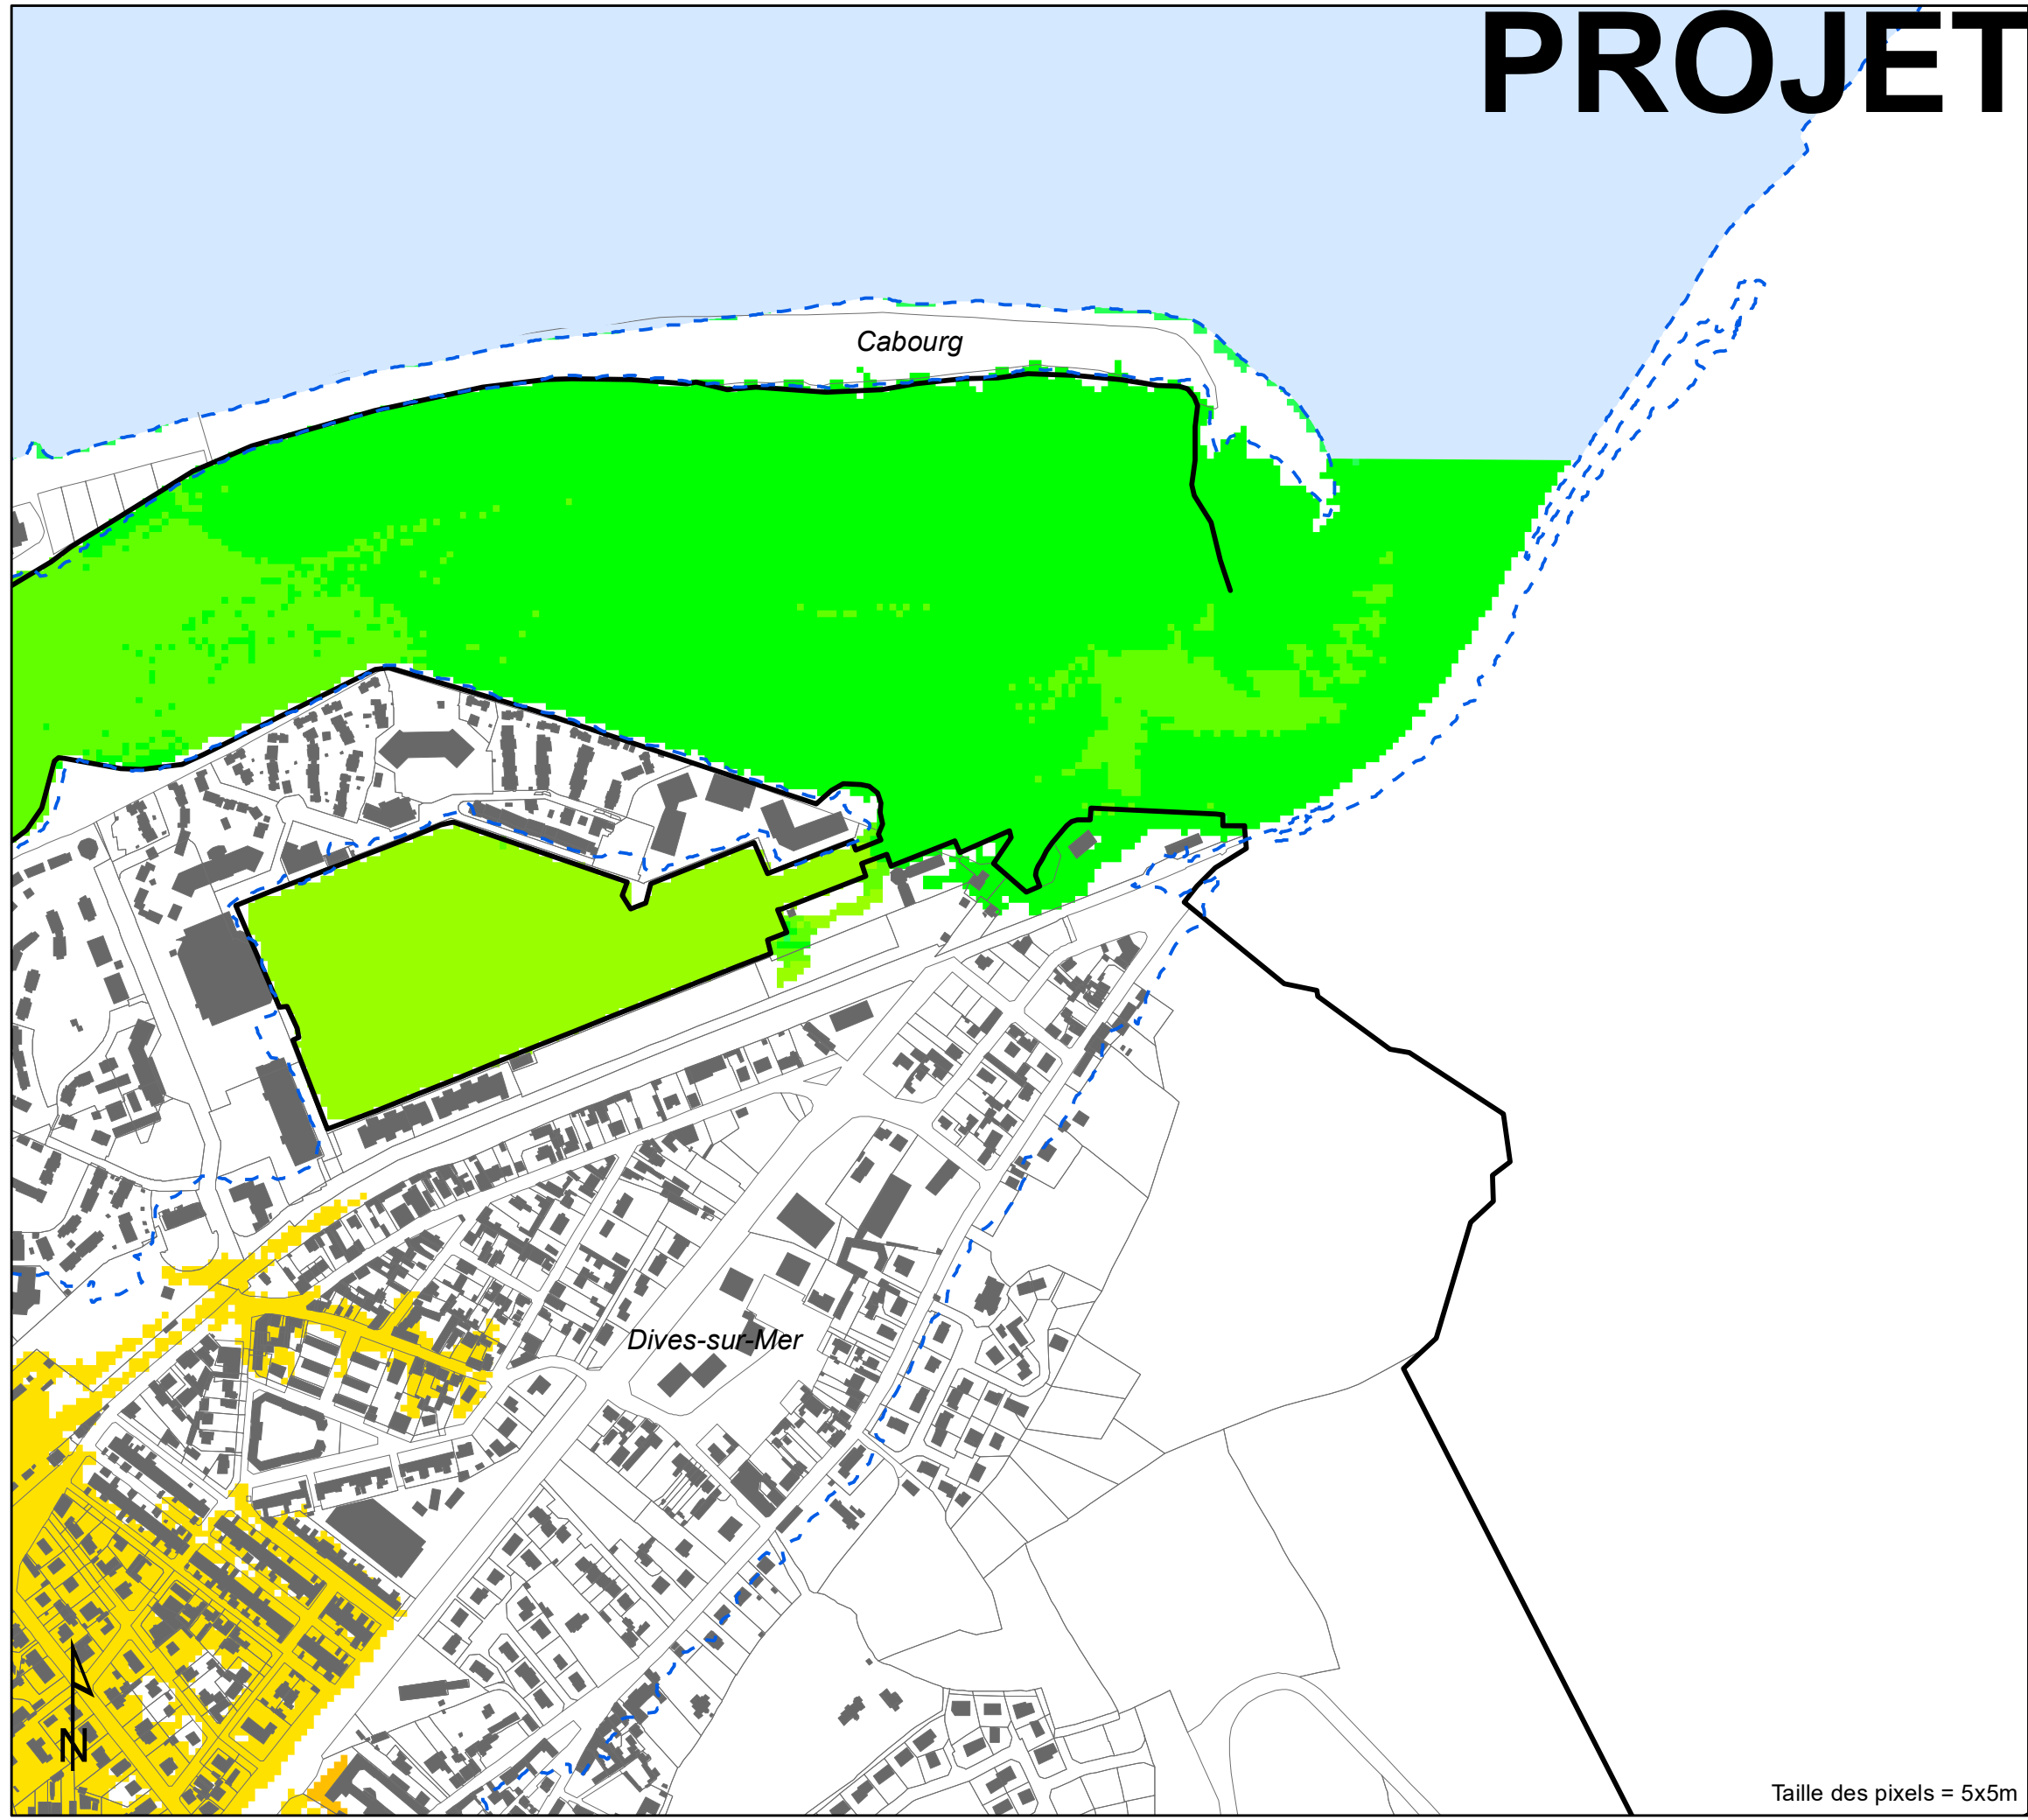 PROJET
Cabourg
Dives-sur-Mer
N
Taille des pixels = 5x5m